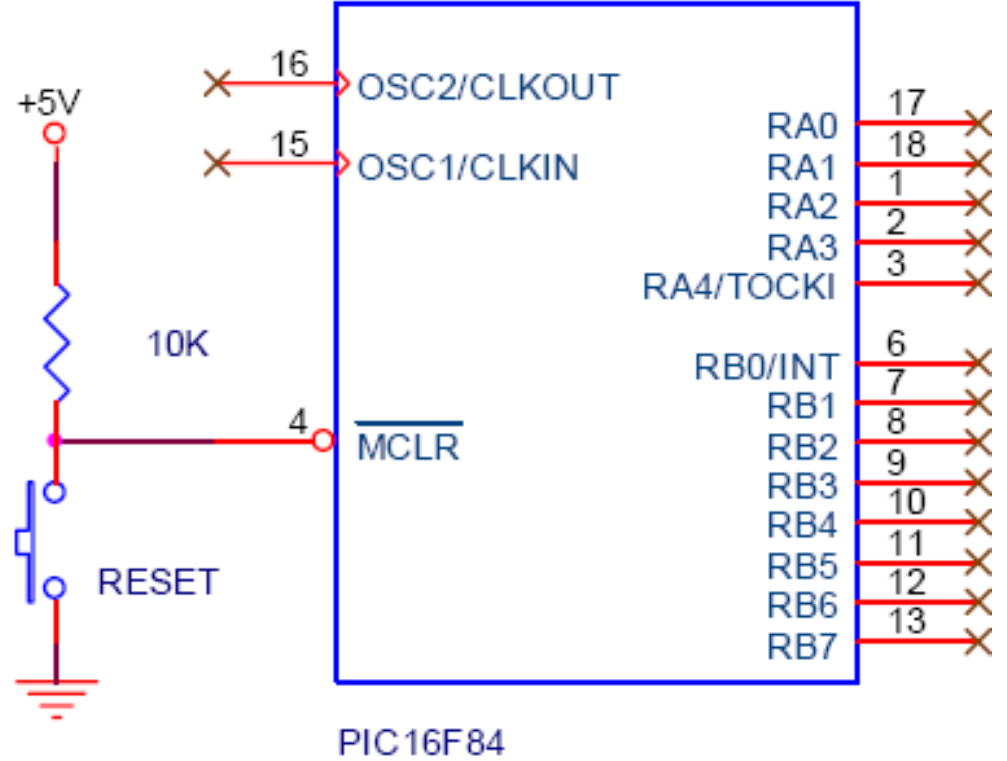 16
OSC2/CLKOUT
+5V
17
RA0
15
18
OSC1/CLKIN
RA1
1
RA2
2
RA3
3
RA4/TOCKI
10K
6
RB0/INT
7
RB1
4
8
MCLR
RB2
9
RB3
10
RB4
11
RB5
RESET
12
RB6
13
RB7
PIC16F84